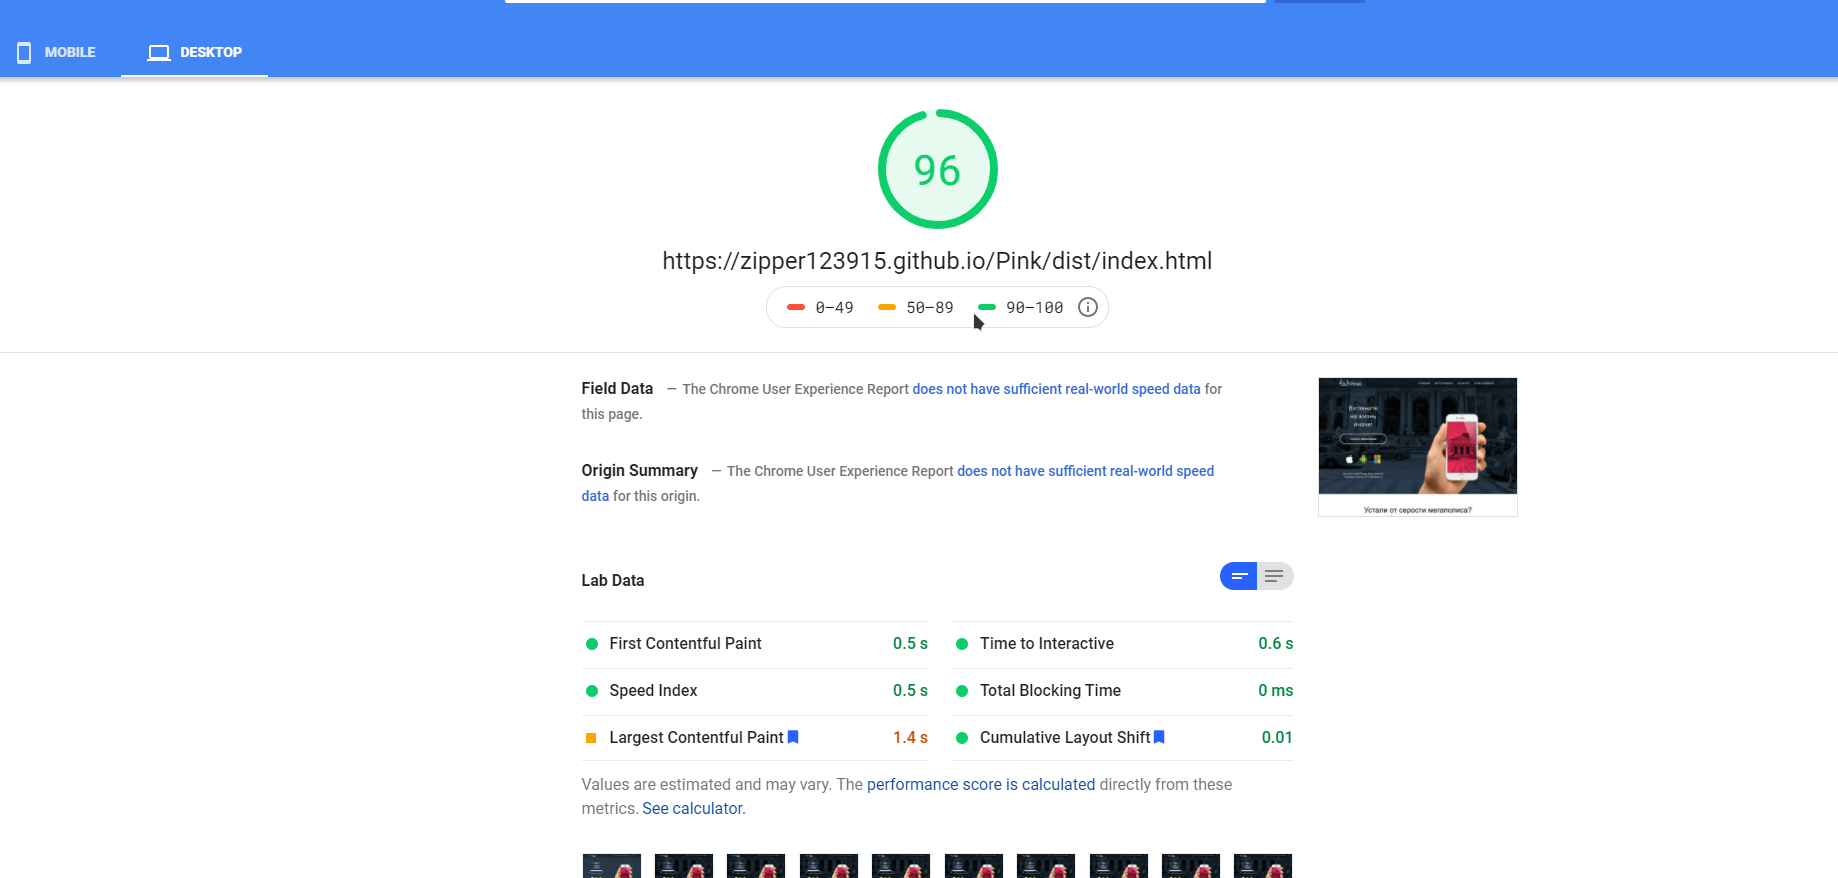 MOBILE
DESKTOP
96
https://zipper123915.github.io/Pink/dist/index.html
0–49
50–89
90–100
Field Data — The Chrome User Experience Report does not have sufficient real-world speed data for
this page.
Origin Summary — The Chrome User Experience Report does not have sufficient real-world speed
data for this origin.
PINK
Взгляните
на жизнь
иначе!
Устали от серости мегаполиса?
Lab Data
First Contentful Paint 0.5 s
Time to Interactive 0.6 s
Speed Index 0.5 s
Total Blocking Time 0 ms
Largest Contentful Paint 1.4 s
Cumulative Layout Shift 0.01
Values are estimated and may vary. The performance score is calculated directly from these
metrics. See calculator.